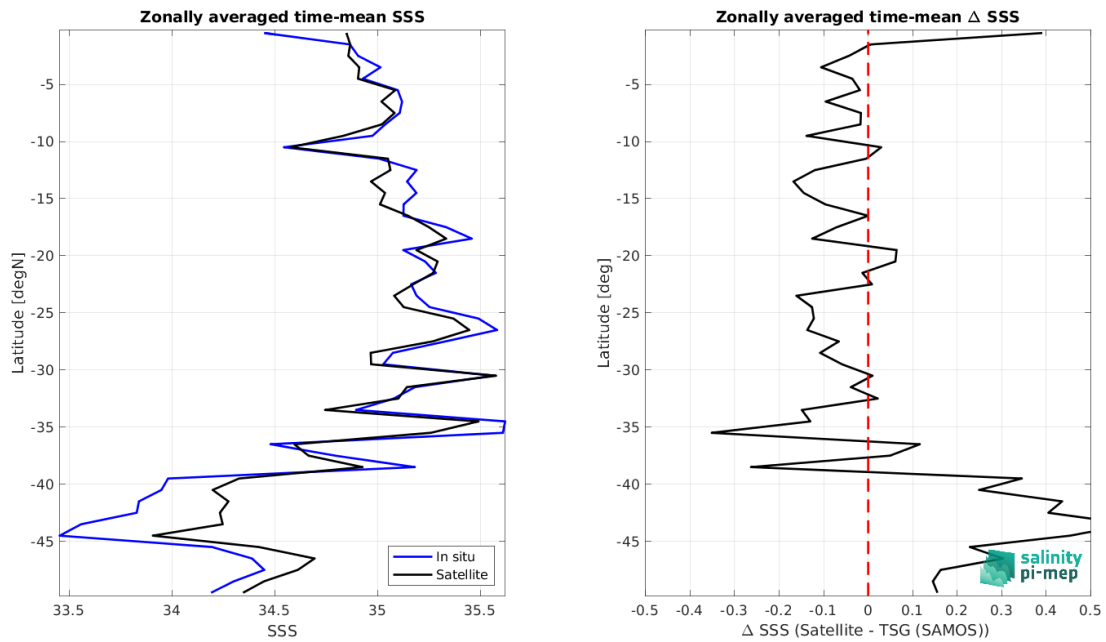 Zonally averaged time-mean SSS
Latitude [degN]
-5
-10
-15
-20
-25
-30
-35
-40
-45
33.5 34 34.5 35 35.5
SSS
In situ
Satellite
Zonally averaged time-mean Δ SSS
Latitude [deg]
-5
-10
-15
-20
-25
-30
-35
-40
-45
-0.5 -0.4 -0.3 -0.2 -0.1 0 0.1 0.2 0.3 0.4 0.5
Δ SSS (Satellite - TSG (SAMOS))
salinity
pi-mep